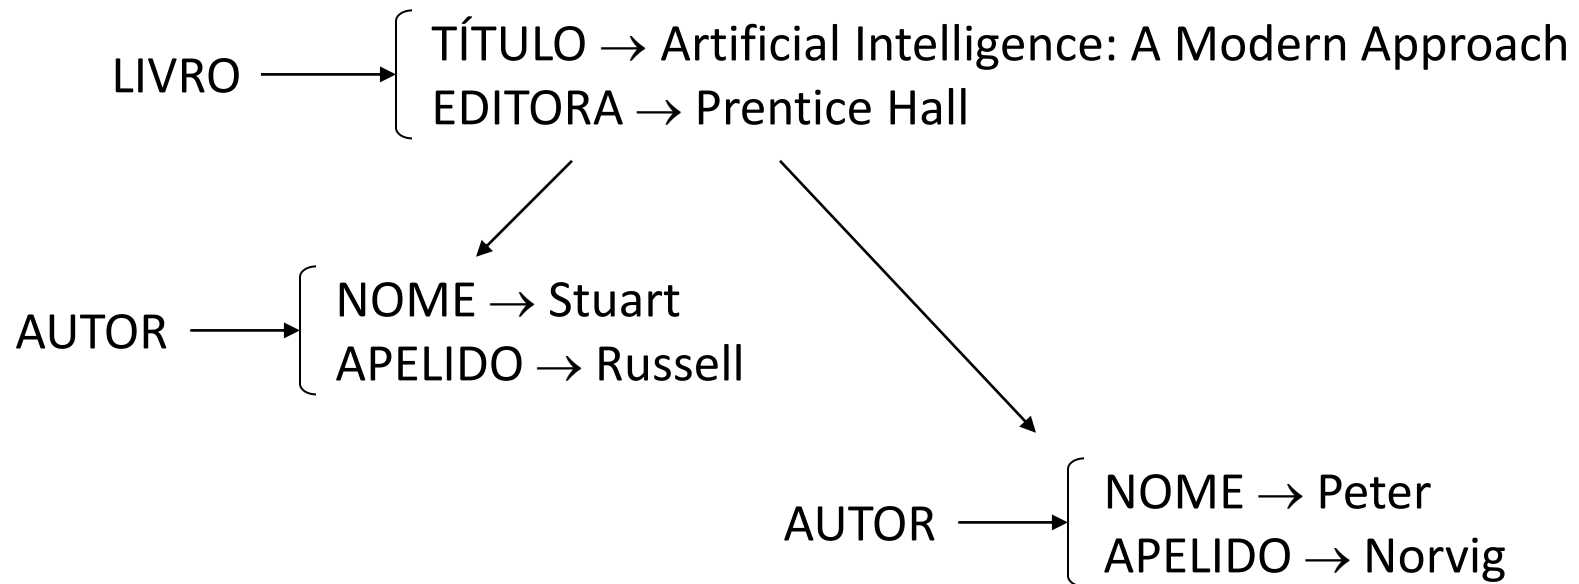 TÍTULO → Artificial Intelligence: A Modern Approach
LIVRO
EDITORA → Prentice Hall
NOME → Stuart
AUTOR
APELIDO → Russell
NOME → Peter
AUTOR
APELIDO → Norvig